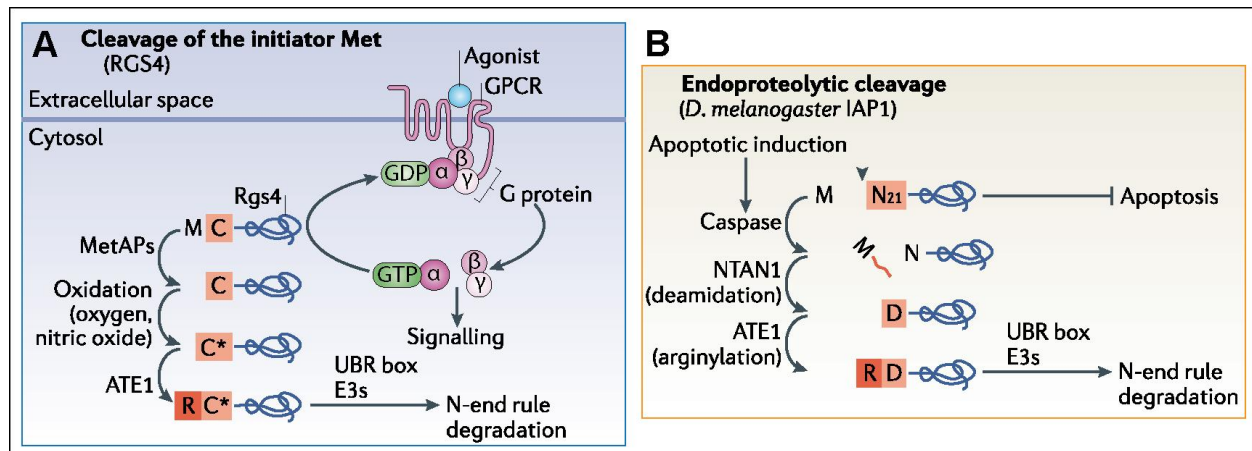 A
Cleavage of the initiator Met
(RGS4)
Extracellular space
Cytosol
Agonist
GPCR
GDP
α
β
γ
G protein
Rgs4
M C
MetAPs
C
Oxidation
(oxygen,
nitric oxide)
C*
ATE1
R C*
GTP
α
β
γ
Signalling
UBR box
E3s
N-end rule
degradation
B
Endoproteolytic cleavage
(D. melanogaster IAP1)
Apoptotic induction
Caspase
M
N21
Apoptosis
M
N
NTAN1
(deamidation)
D
ATE1
(arginylation)
R D
UBR box
E3s
N-end rule
degradation